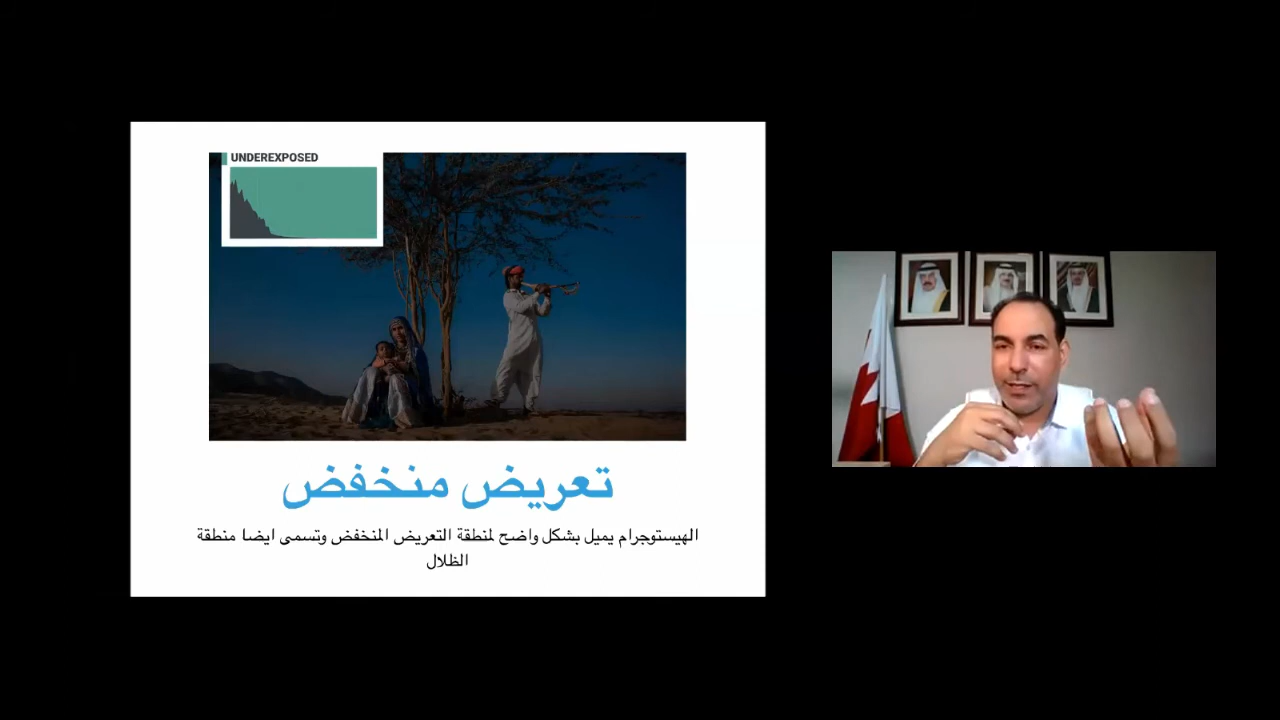 UNDEREXPOSED
تعريض منخفض
الهيستوجرام يميل بشكل واضح لمنطقة التعريض المنخفض وتسمى ايضا منطقة
الظلال